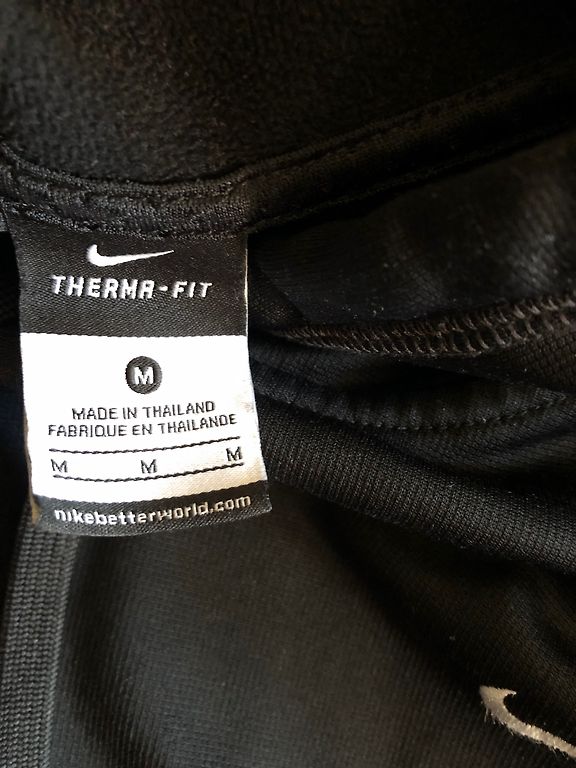 THERMA-FIT
M
MADE IN THAILAND
FABRIQUE EN THAILANDE
M M M
nikebetterworld.com